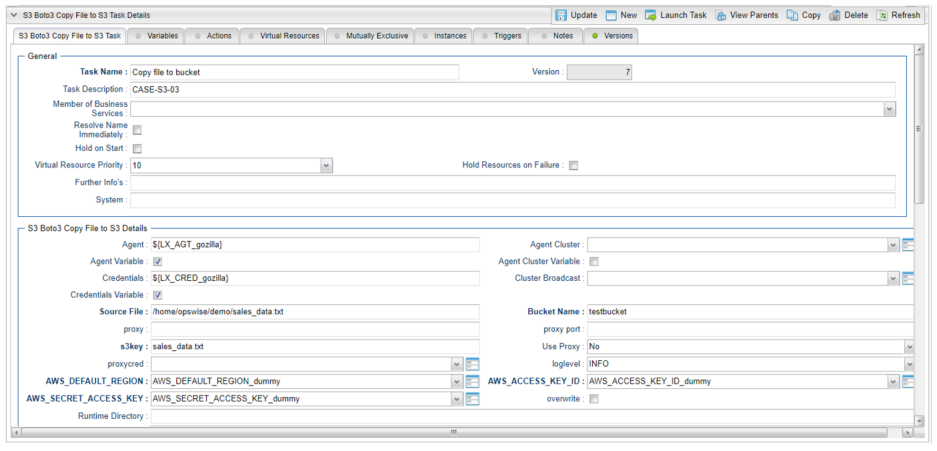 S3 Boto3 Copy File to S3 Task Details Update New Launch Task View Parents Copy Delete Refresh
S3 Boto3 Copy File to S3 Task Variables Actions Virtual Resources Mutually Exclusive Instances Triggers Notes Versions
General
Task Name : Copy file to bucket Version : 7
Task Description : CASE-S3-03
Member of Business
Services :
Resolve Name
Immediately :
Hold on Start :
Virtual Resource Priority : 10 Hold Resources on Failure :
Further Info's :
System :
S3 Boto3 Copy File to S3 Details
Agent : ${LX_AGT_gozilla} Agent Cluster :
Agent Variable : Agent Cluster Variable :
Credentials : ${LX_CRED_gozilla} Cluster Broadcast :
Credentials Variable :
Source File : /home/opswise/demo/sales_data.txt Bucket Name : testbucket
proxy : proxy port :
s3key : sales_data.txt Use Proxy : No
proxycred : loglevel : INFO
AWS_DEFAULT_REGION : AWS_DEFAULT_REGION_dummy AWS_ACCESS_KEY_ID : AWS_ACCESS_KEY_ID_dummy
AWS_SECRET_ACCESS_KEY : AWS_SECRET_ACCESS_KEY_dummy overwrite :
Runtime Directory :